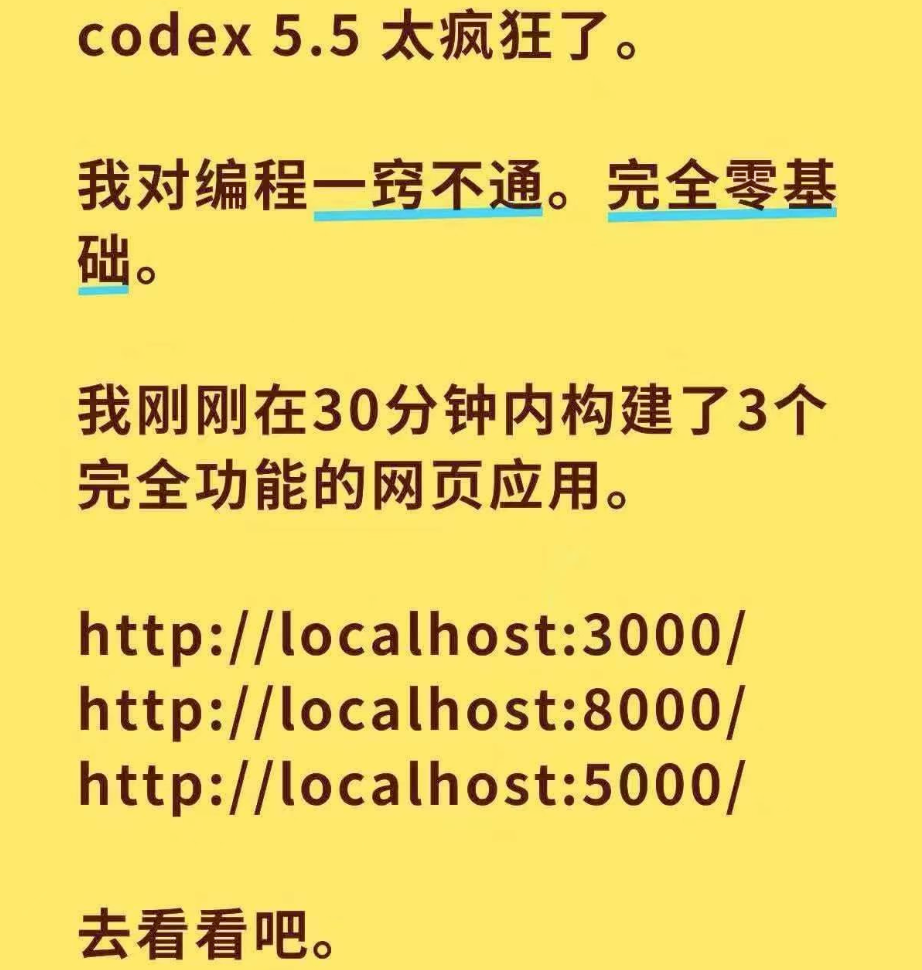 codex 5.5 太疯狂了。
我对编程一窍不通。完全零基
础。
我刚刚在30分钟内构建了3个
完全功能的网页应用。
http://localhost:3000/
http://localhost:8000/
http://localhost:5000/
去看看吧。